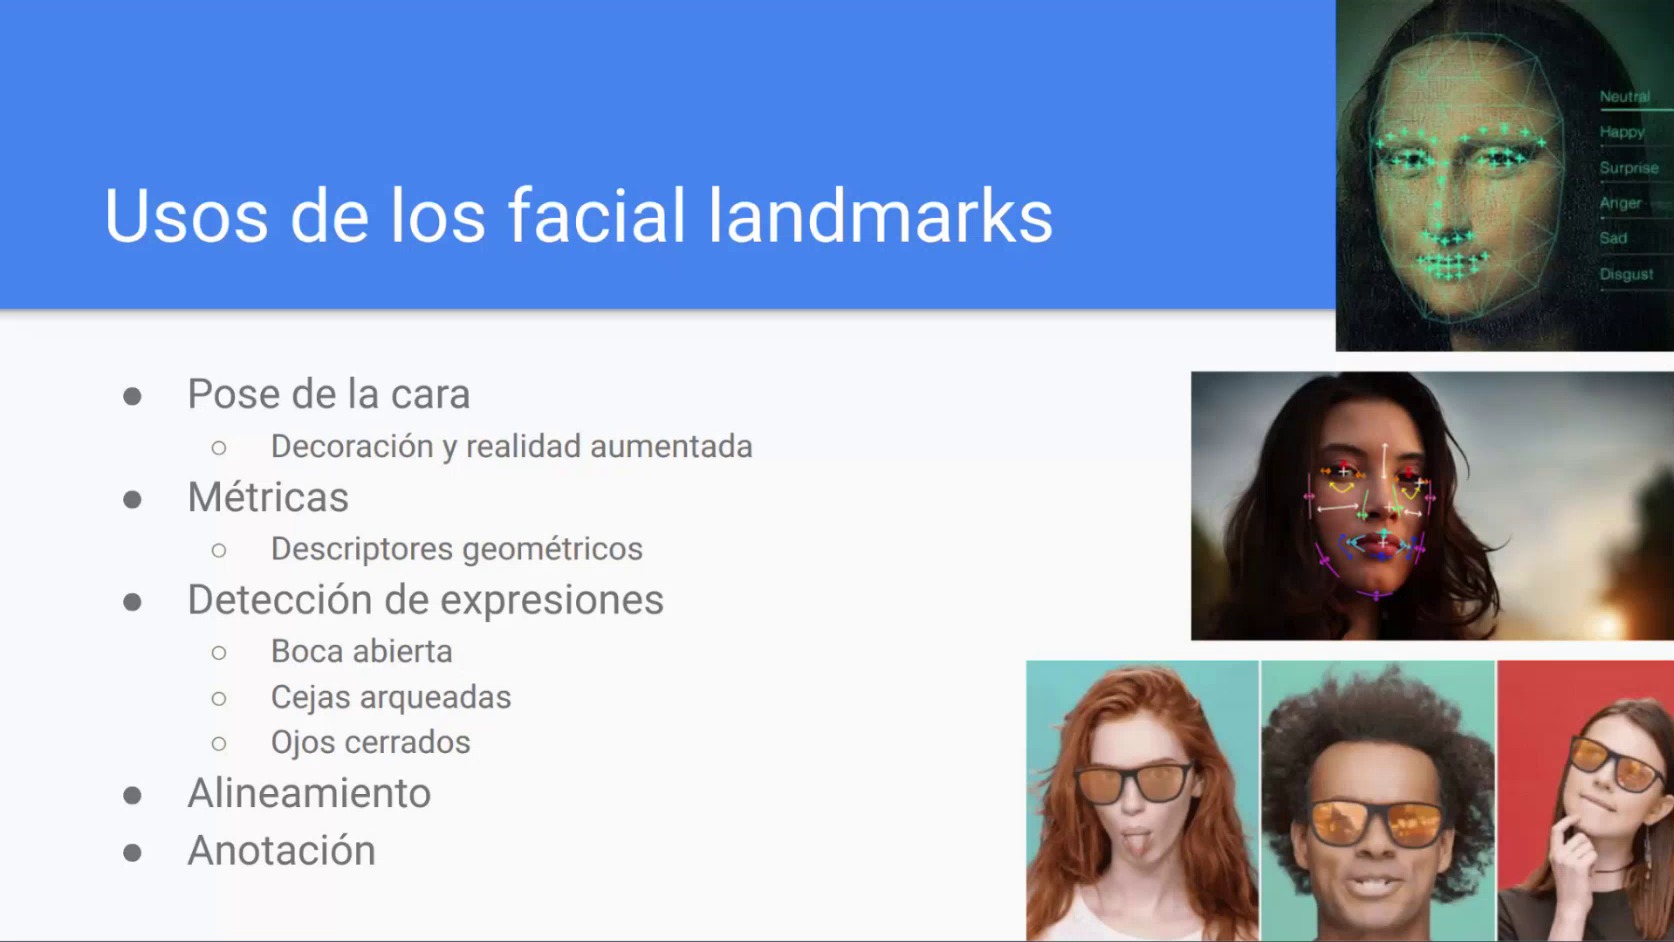 Usos de los facial landmarks
Neutral
Happy
Surprise
Anger
Sad
Disgust
● Pose de la cara
○ Decoración y realidad aumentada
● Métricas
○ Descriptores geométricos
● Detección de expresiones
○ Boca abierta
○ Cejas arqueadas
○ Ojos cerrados
● Alineamiento
● Anotación